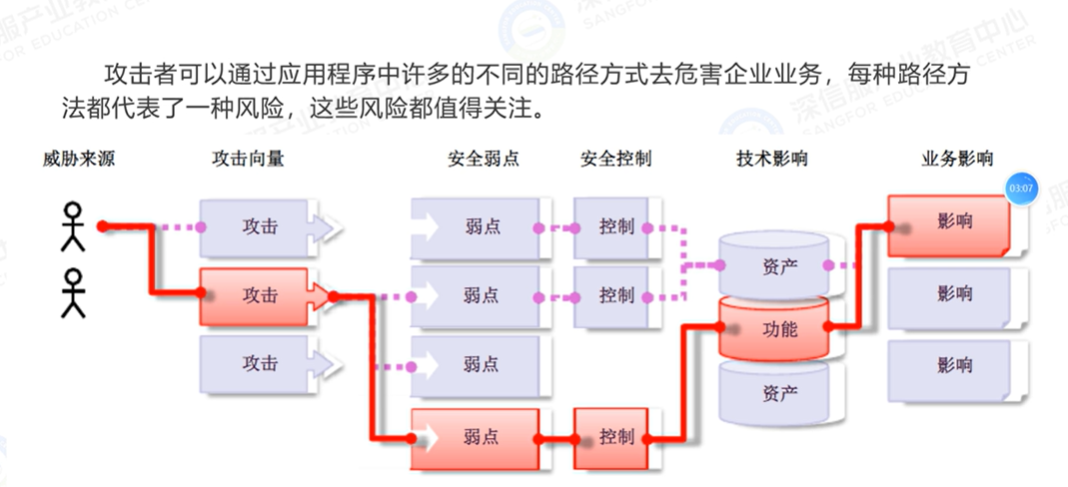 攻击者可以通过应用程序中许多的不同的路径方式去危害企业业务，每种路径方
法都代表了一种风险，这些风险都值得关注。
威胁来源 攻击向量 安全弱点 安全控制 技术影响 业务影响
03:07
攻击 弱点 控制 影响
资产
攻击 弱点 控制 影响
功能
攻击 弱点 影响
资产
弱点 控制
深信服产业教育中心
SANGFOR EDUCATION CENTER